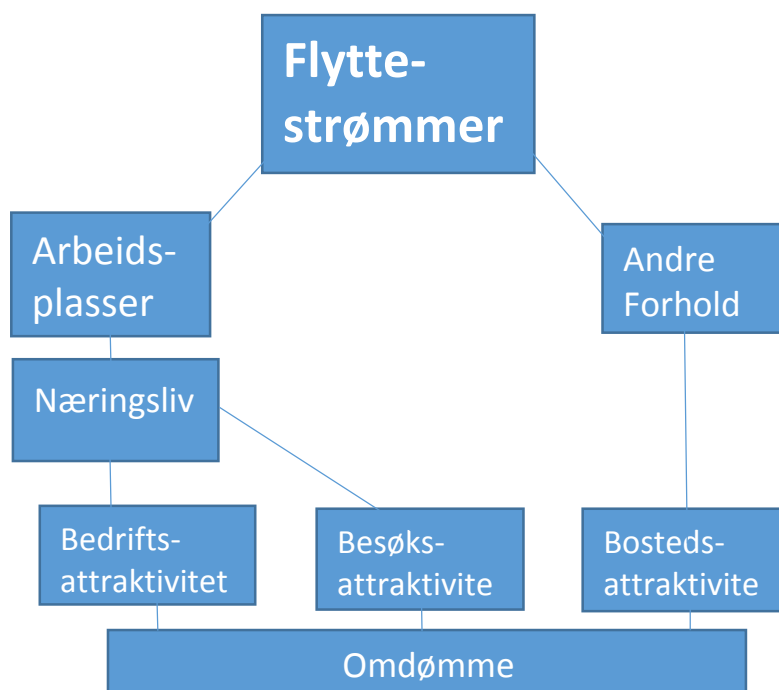 Flytte-
strømmer
Arbeids-
plasser
Andre
Forhold
Næringsliv
Bedrifts-
attraktivitet
Besøks-
attraktivite
Bosteds-
attraktivite
Omdømme